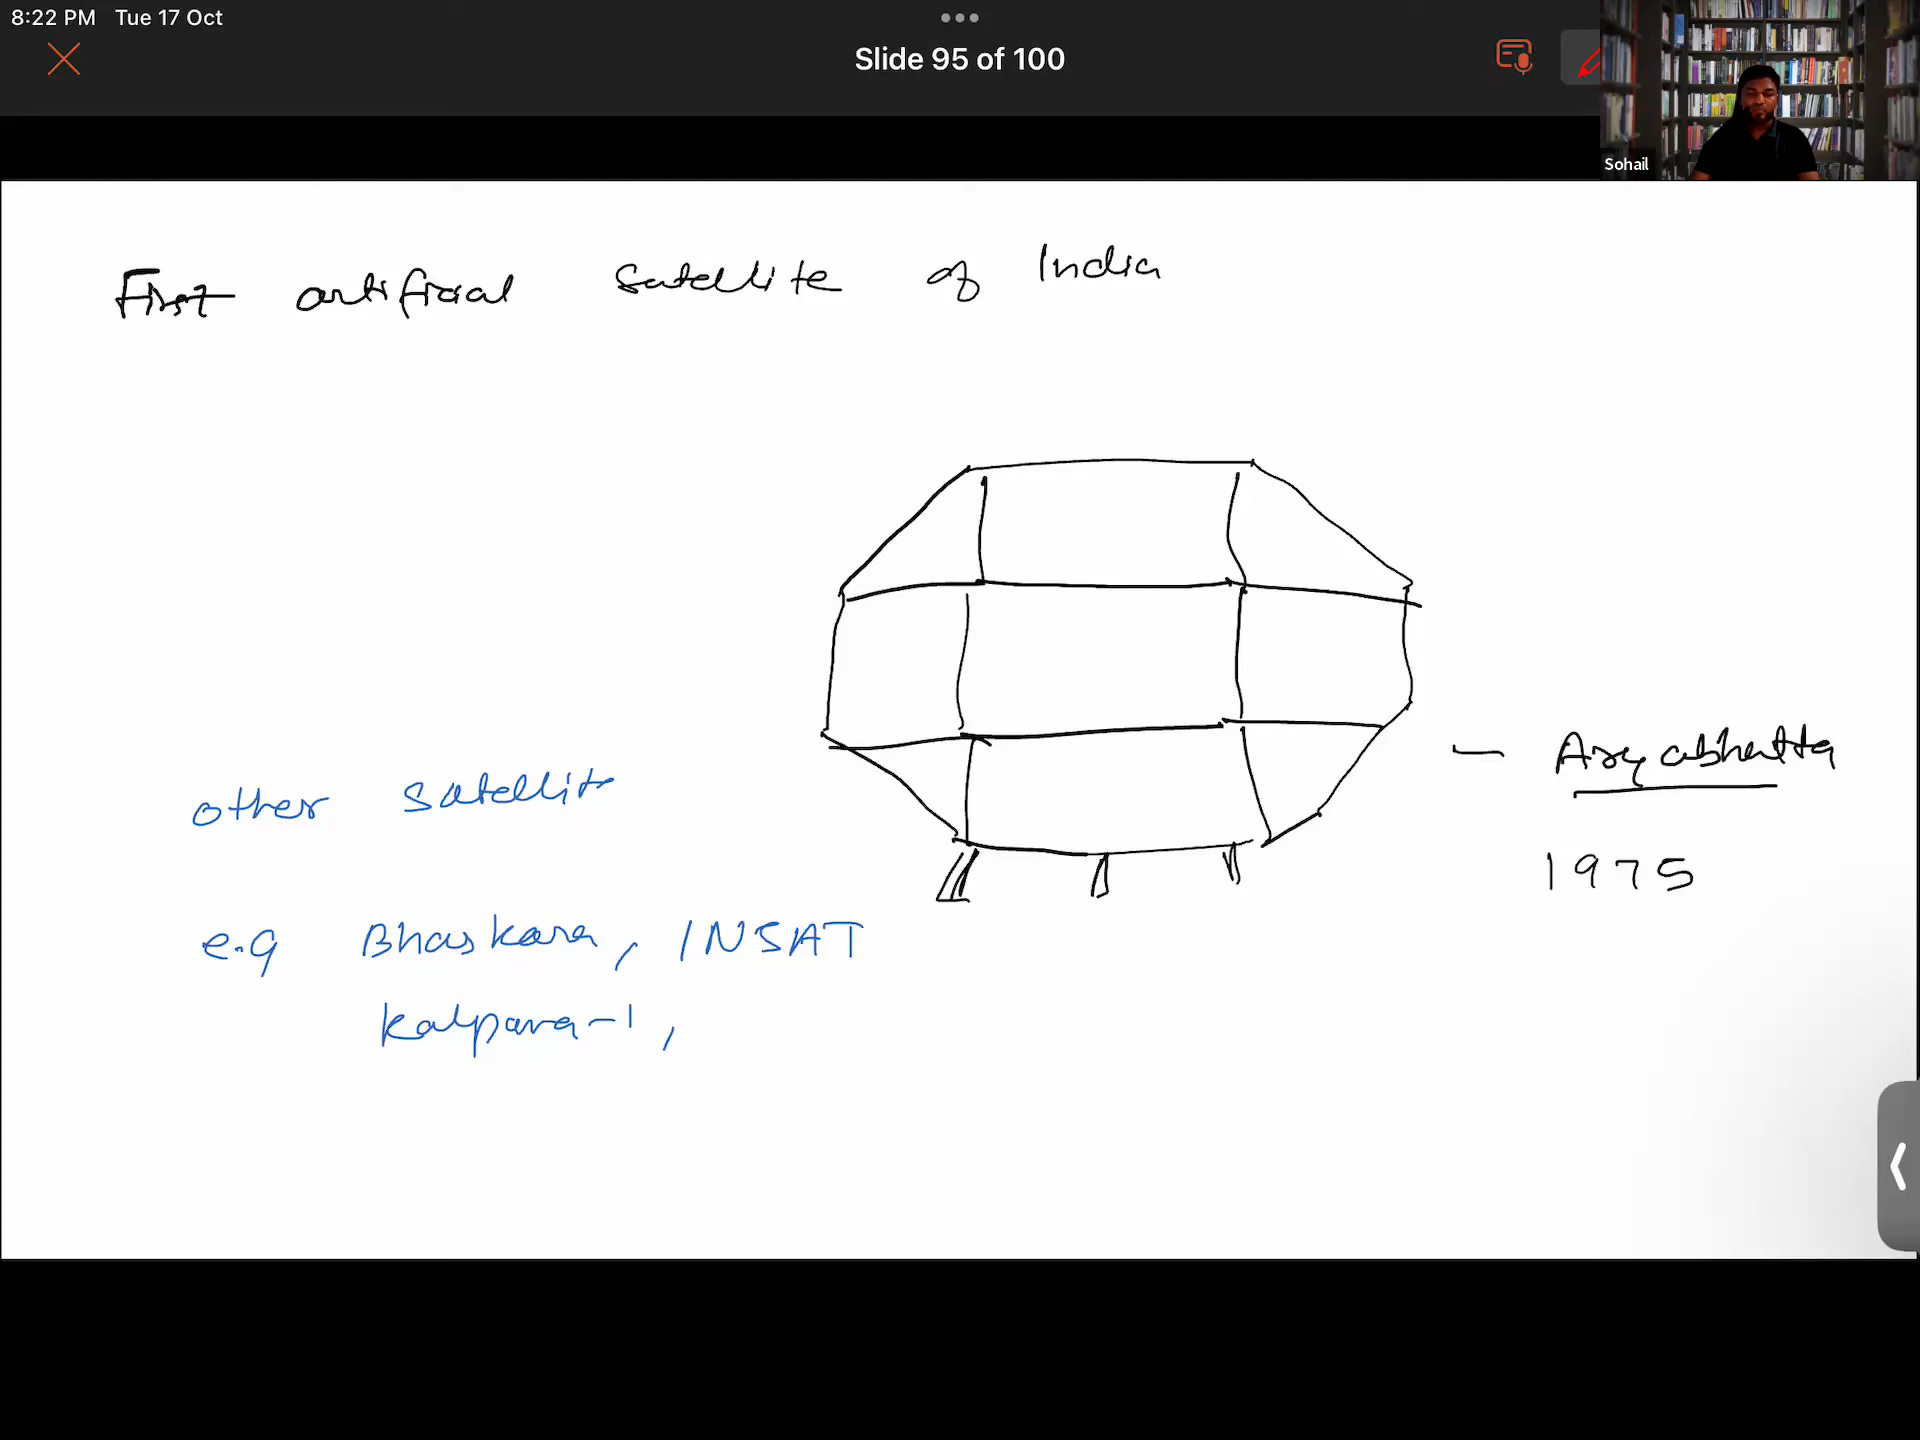 8:22 PM Tue 17 Oct
Slide 95 of 100
Sohail
First artificial satellite of India
- Aryabhatta
1975
other satellite
e.g Bhaskara, INSAT
Kalpana-1,